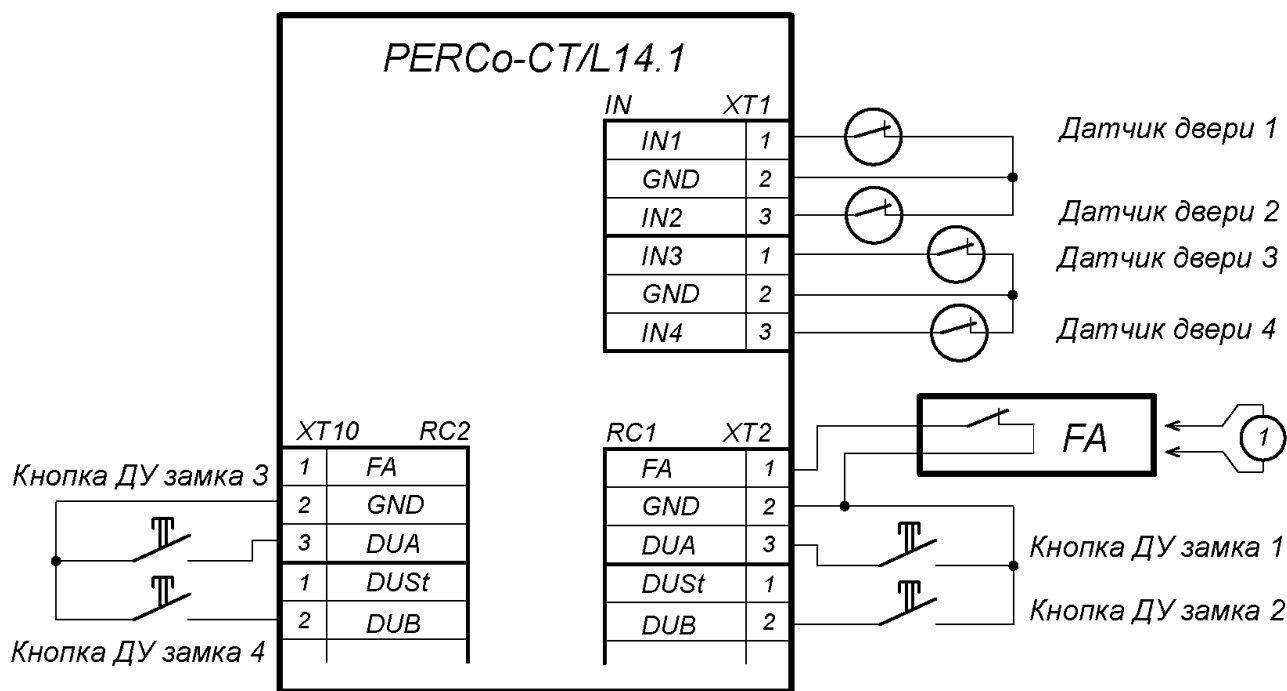 PERCo-CT/L14.1
IN XT1
IN1 1
GND 2
IN2 3
IN3 1
GND 2
IN4 3
Датчик двери 1
Датчик двери 2
Датчик двери 3
Датчик двери 4
XT10 RC2
1 FA
2 GND
3 DUA
1 DUSt
2 DUB
Кнопка ДУ замка 3
Кнопка ДУ замка 4
RC1 XT2
FA 1
GND 2
DUA 3
DUSt 1
DUB 2
FA
1
Кнопка ДУ замка 1
Кнопка ДУ замка 2